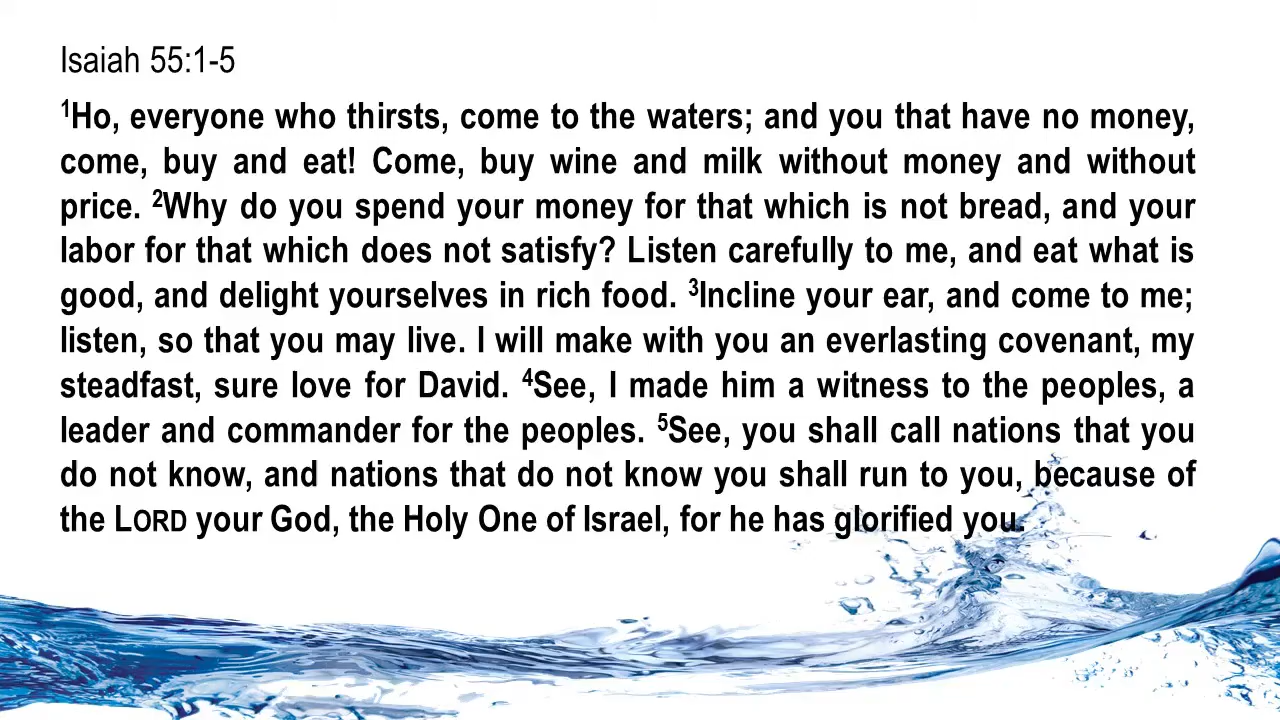 Isaiah 55:1-5
¹Ho, everyone who thirsts, come to the waters; and you that have no money,
come, buy and eat! Come, buy wine and milk without money and without
price. ²Why do you spend your money for that which is not bread, and your
labor for that which does not satisfy? Listen carefully to me, and eat what is
good, and delight yourselves in rich food. ³Incline your ear, and come to me;
listen, so that you may live. I will make with you an everlasting covenant, my
steadfast, sure love for David. ⁴See, I made him a witness to the peoples, a
leader and commander for the peoples. ⁵See, you shall call nations that you
do not know, and nations that do not know you shall run to you, because of
the LORD your God, the Holy One of Israel, for he has glorified you.